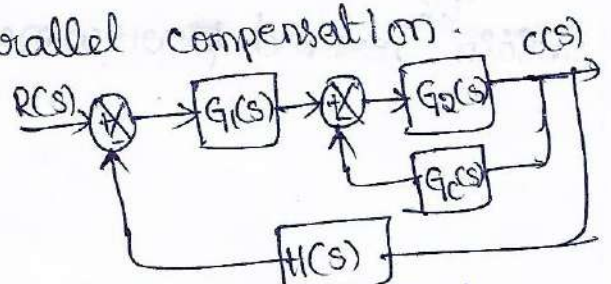 rallel compensation.
C(S)
R(S)
G1(S)
G2(S)
Gc(S)
H(S)